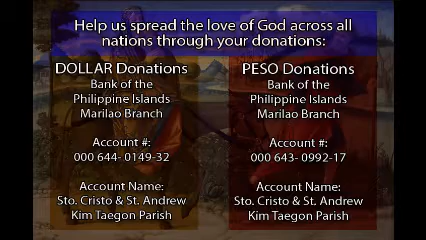 Help us spread the love of God across all
nations through your donations:
DOLLAR Donations
Bank of the
Philippine Islands
Marilao Branch
Account #:
000 644- 0149-32
Account Name:
Sto. Cristo & St. Andrew
Kim Taegon Parish
PESO Donations
Bank of the
Philippine Islands
Marilao Branch
Account #:
000 643- 0992-17
Account Name:
Sto. Cristo & St. Andrew
Kim Taegon Parish